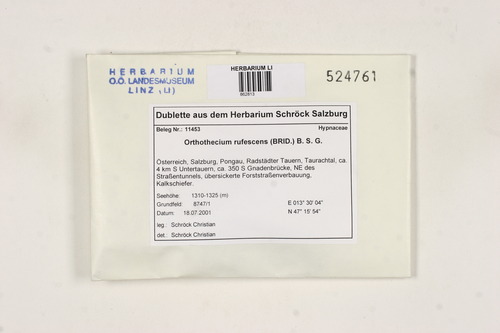 HERBARIUM
O.Ö. LANDESMUSEUM
LINZ (LI)
HERBARIUM LI
862813
524761
Dublette aus dem Herbarium Schröck Salzburg
Beleg Nr.: 11453 Hypnaceae
Orthothecium rufescens (BRID.) B. S. G.
Österreich, Salzburg, Pongau, Radstädter Tauern, Taurachtal, ca.
4 km S Untertauern, ca. 350 S Gnadenbrücke, NE des
Straßentunnels, übersickerte Forststraßenverbauung,
Kalkschiefer.
Seehöhe: 1310-1325 (m)
Grundfeld: 8747/1 E 013° 30' 04"
Datum: 18.07.2001 N 47° 15' 54"
leg.: Schröck Christian
det.: Schröck Christian